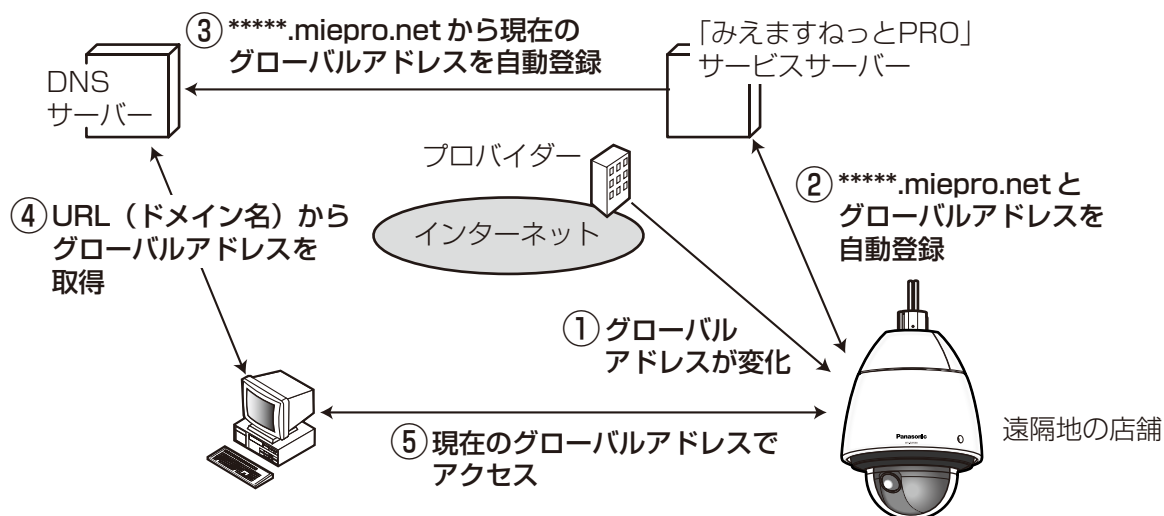 ③*****.miepro.net から現在の
グローバルアドレスを自動登録
「みえますねっとPRO」
サービスサーバー
DNS
サーバー
プロバイダー
インターネット
②*****.miepro.net と
グローバルアドレスを
自動登録
④URL（ドメイン名）から
グローバルアドレスを
取得
①グローバル
アドレスが変化
Panasonic
遠隔地の店舗
⑤現在のグローバルアドレスで
アクセス